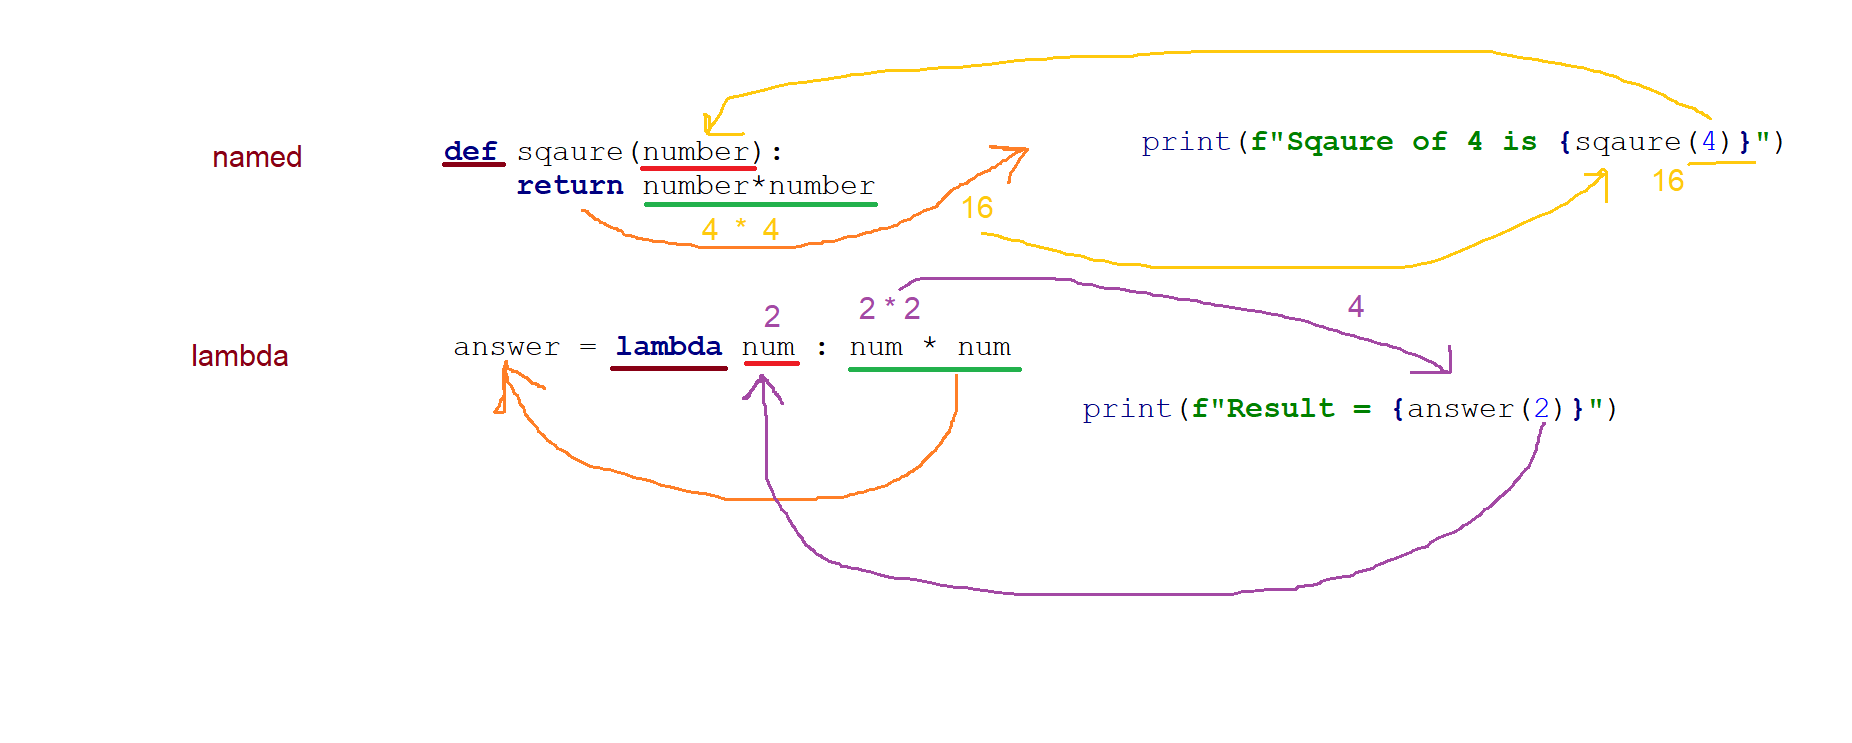 named
def sqaure(number):
return number*number
4 * 4
16
print(f"Sqaure of 4 is {sqaure(4)}")
16
lambda
2
2 * 2
4
answer = lambda num : num * num
print(f"Result = {answer(2)}")